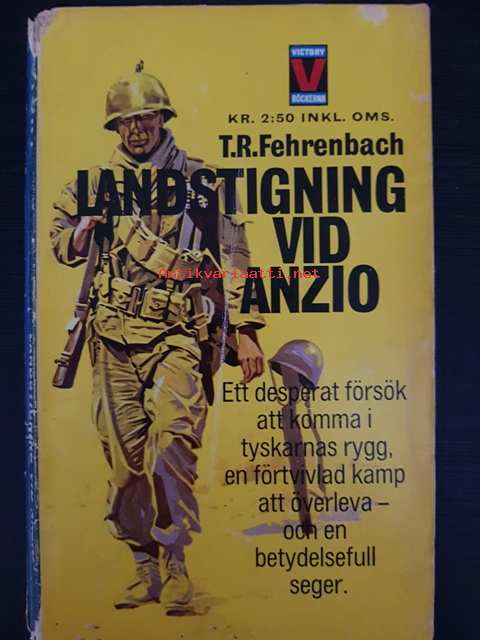 VICTORY
V
BÖCKERNA
KR. 2:50 INKL. OMS.
T.R.Fehrenbach
LANDSTIGNING
VID
ANZIO
antikvariaatti.net
Ett desperat försök
att komma i
tyskarnas rygg,
en förtvivlad kamp
att överleva –
och en
betydelsefull
seger.